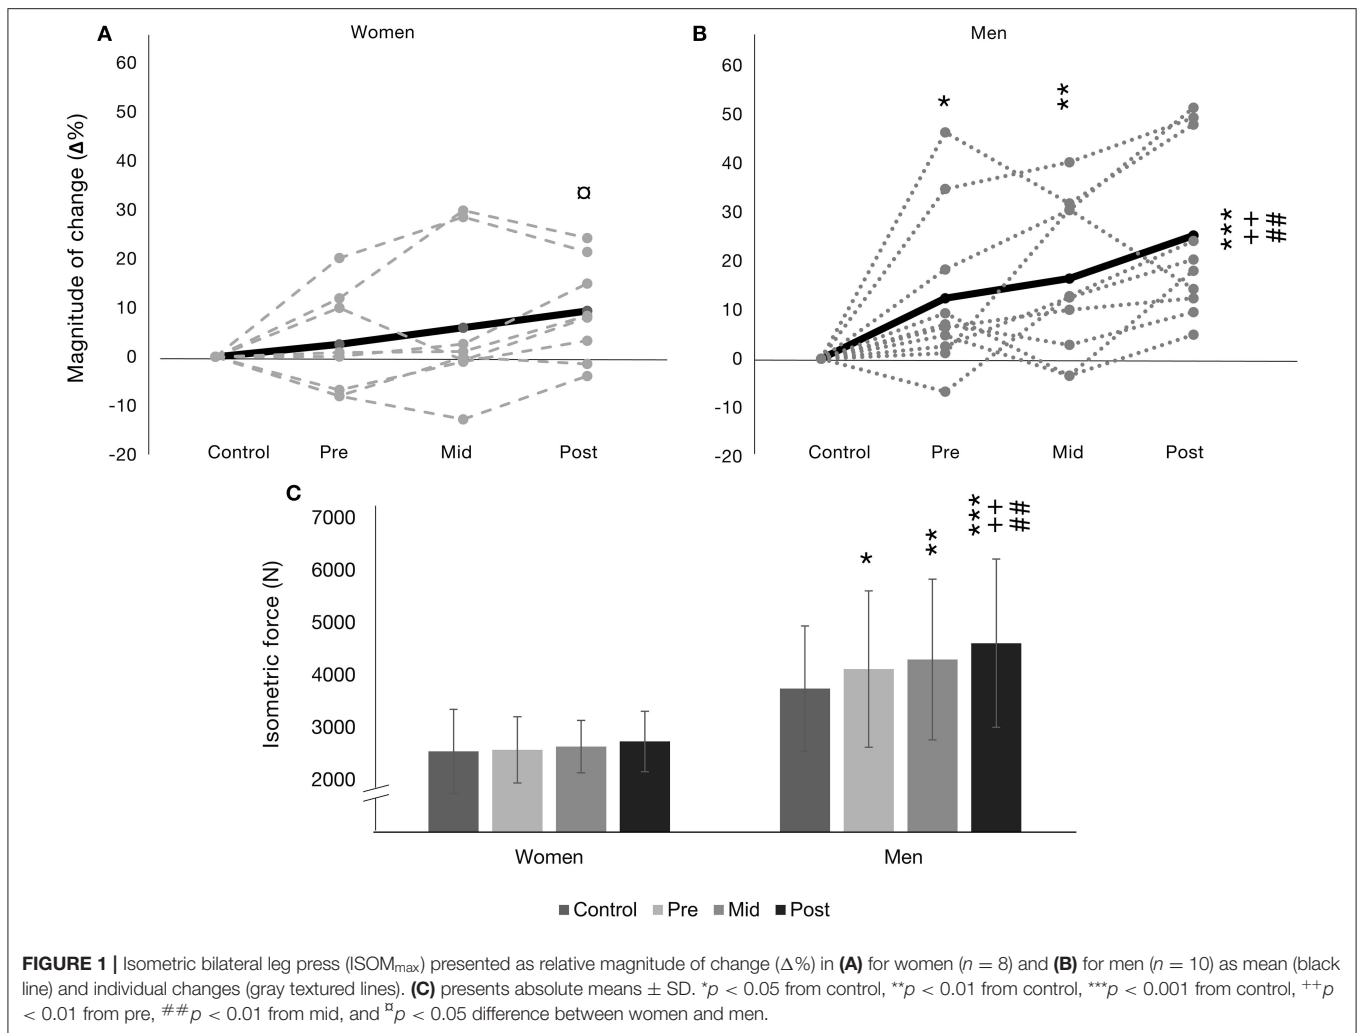 A
Women
Magnitude of change (Δ%)
60
50
40
30
20
10
0
-10
-20
¤
Control Pre Mid Post
B
Men
60
50
40
30
20
10
0
-10
-20
*
**
***
++
##
Control Pre Mid Post
C
Isometric force (N)
7000
6000
5000
4000
3000
2000
*
**
***
++
##
Women Men
Control Pre Mid Post
FIGURE 1 | Isometric bilateral leg press (ISOMmax) presented as relative magnitude of change (Δ%) in (A) for women (n = 8) and (B) for men (n = 10) as mean (black
line) and individual changes (gray textured lines). (C) presents absolute means ± SD. *p < 0.05 from control, **p < 0.01 from control, ***p < 0.001 from control, ++p
< 0.01 from pre, ##p < 0.01 from mid, and ¤p < 0.05 difference between women and men.